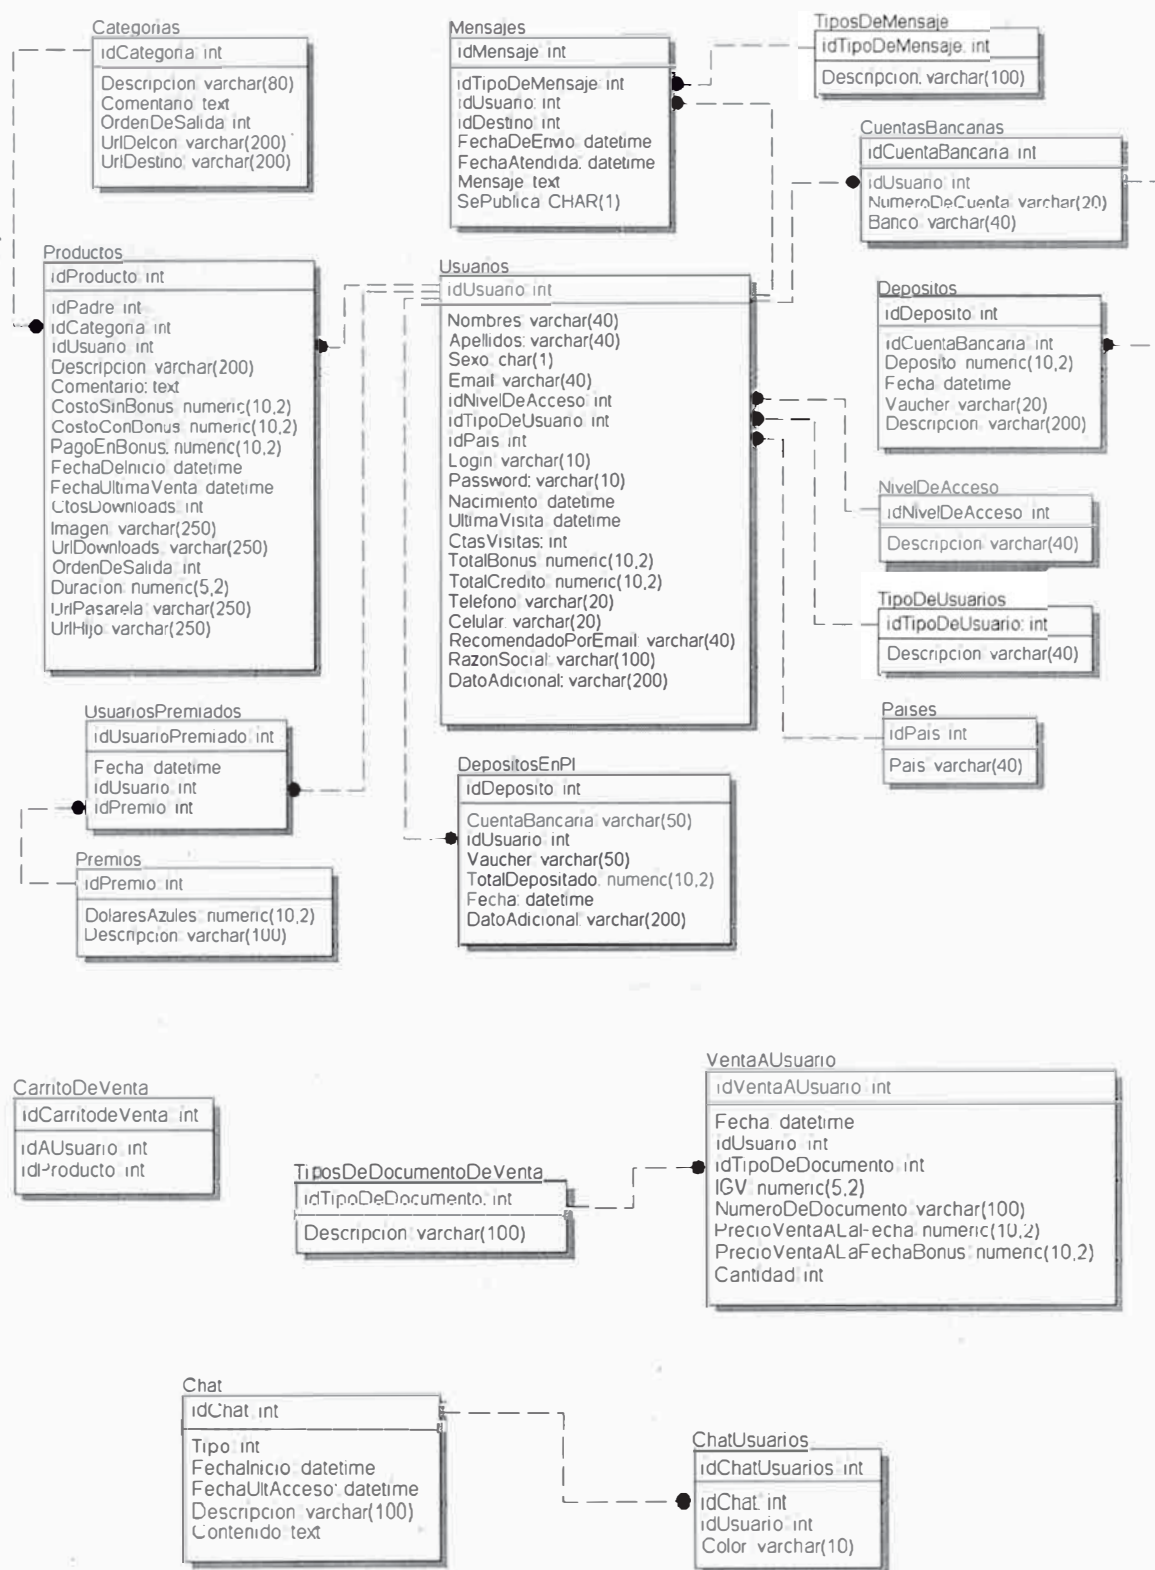 Categorias
idCategoria: int
Descripcion: varchar(80)
Comentario: text
OrdenDeSalida: int
UrlDeIcon: varchar(200)
UrlDestino: varchar(200)
Mensajes
idMensaje: int
idTipoDeMensaje: int
idUsuario: int
idDestino: int
FechaDeEnvio: datetime
FechaAtendida: datetime
Mensaje: text
SePublica: CHAR(1)
TiposDeMensaje
idTipoDeMensaje: int
Descripcion: varchar(100)
CuentasBancarias
idCuentaBancaria: int
idUsuario: int
NumeroDeCuenta: varchar(20)
Banco: varchar(40)
Productos
idProducto: int
idPadre: int
idCategoria: int
idUsuario: int
Descripcion: varchar(200)
Comentario: text
CostoSinBonus: numeric(10,2)
CostoConBonus: numeric(10,2)
PagoEnBonus: numeric(10,2)
FechaDeInicio: datetime
FechaUltimaVenta: datetime
CtosDownloads: int
Imagen: varchar(250)
UrlDownloads: varchar(250)
OrdenDeSalida: int
Duracion: numeric(5,2)
UrlPasarela: varchar(250)
UrlHijo: varchar(250)
Usuarios
idUsuario: int
Nombres: varchar(40)
Apellidos: varchar(40)
Sexo: char(1)
Email: varchar(40)
idNivelDeAcceso: int
idTipoDeUsuario: int
idPais: int
Login: varchar(10)
Password: varchar(10)
Nacimiento: datetime
UltimaVisita: datetime
CtasVisitas: int
TotalBonus: numeric(10,2)
TotalCredito: numeric(10,2)
Telefono: varchar(20)
Celular: varchar(20)
RecomendadoPorEmail: varchar(40)
RazonSocial: varchar(100)
DatoAdicional: varchar(200)
Depositos
idDeposito: int
idCuentaBancaria: int
Deposito: numeric(10,2)
Fecha: datetime
Vaucher: varchar(20)
Descripcion: varchar(200)
NivelDeAcceso
idNivelDeAcceso: int
Descripcion: varchar(40)
TipoDeUsuarios
idTipoDeUsuario: int
Descripcion: varchar(40)
Paises
idPais: int
Pais: varchar(40)
UsuariosPremiados
idUsuarioPremiado: int
Fecha: datetime
idUsuario: int
idPremio: int
Premios
idPremio: int
DolaresAzules: numeric(10,2)
Descripcion: varchar(100)
DepositosEnPI
idDeposito: int
CuentaBancaria: varchar(50)
idUsuario: int
Vaucher: varchar(50)
TotalDepositado: numeric(10,2)
Fecha: datetime
DatoAdicional: varchar(200)
CarritoDeVenta
idCarritodeVenta: int
idAUsuario: int
idProducto: int
TiposDeDocumentoDeVenta
idTipoDeDocumento: int
Descripcion: varchar(100)
VentaAUsuario
idVentaAUsuario: int
Fecha: datetime
idUsuario: int
idTipoDeDocumento: int
IGV: numeric(5,2)
NumeroDeDocumento: varchar(100)
PrecioVentaALaFecha: numeric(10,2)
PrecioVentaALaFechaBonus: numeric(10,2)
Cantidad: int
Chat
idChat: int
Tipo: int
FechaInicio: datetime
FechaUltAcceso: datetime
Descripcion: varchar(100)
Contenido: text
ChatUsuarios
idChatUsuarios: int
idChat: int
idUsuario: int
Color: varchar(10)